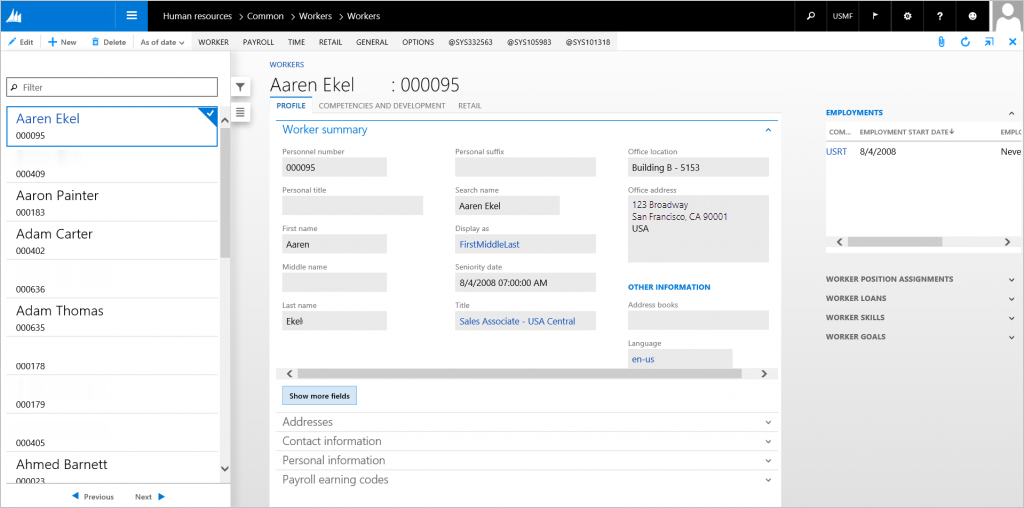 Human resources > Common > Workers > Workers
USMF
?
Edit + New Delete As of date WORKER PAYROLL TIME RETAIL GENERAL OPTIONS @SYS332563 @SYS105983 @SYS101318
Filter
Aaren Ekel
000095
000409
Aaron Painter
000183
Adam Carter
000402
000636
Adam Thomas
000635
000178
000179
000405
Ahmed Barnett
000023
Previous Next
WORKERS
Aaren Ekel : 000095
PROFILE COMPETENCIES AND DEVELOPMENT RETAIL
Worker summary
Personnel number
000095
Personal title
First name
Aaren
Middle name
Last name
Ekel
Personal suffix
Search name
Aaren Ekel
Display as
FirstMiddleLast
Seniority date
8/4/2008 07:00:00 AM
Title
Sales Associate - USA Central
Office location
Building B - 5153
Office address
123 Broadway
San Francisco, CA 90001
USA
OTHER INFORMATION
Address books
Language
en-us
Show more fields
Addresses
Contact information
Personal information
Payroll earning codes
EMPLOYMENTS
COM... EMPLOYMENT START DATE EMPLO
USRT 8/4/2008 Neve
WORKER POSITION ASSIGNMENTS
WORKER LOANS
WORKER SKILLS
WORKER GOALS